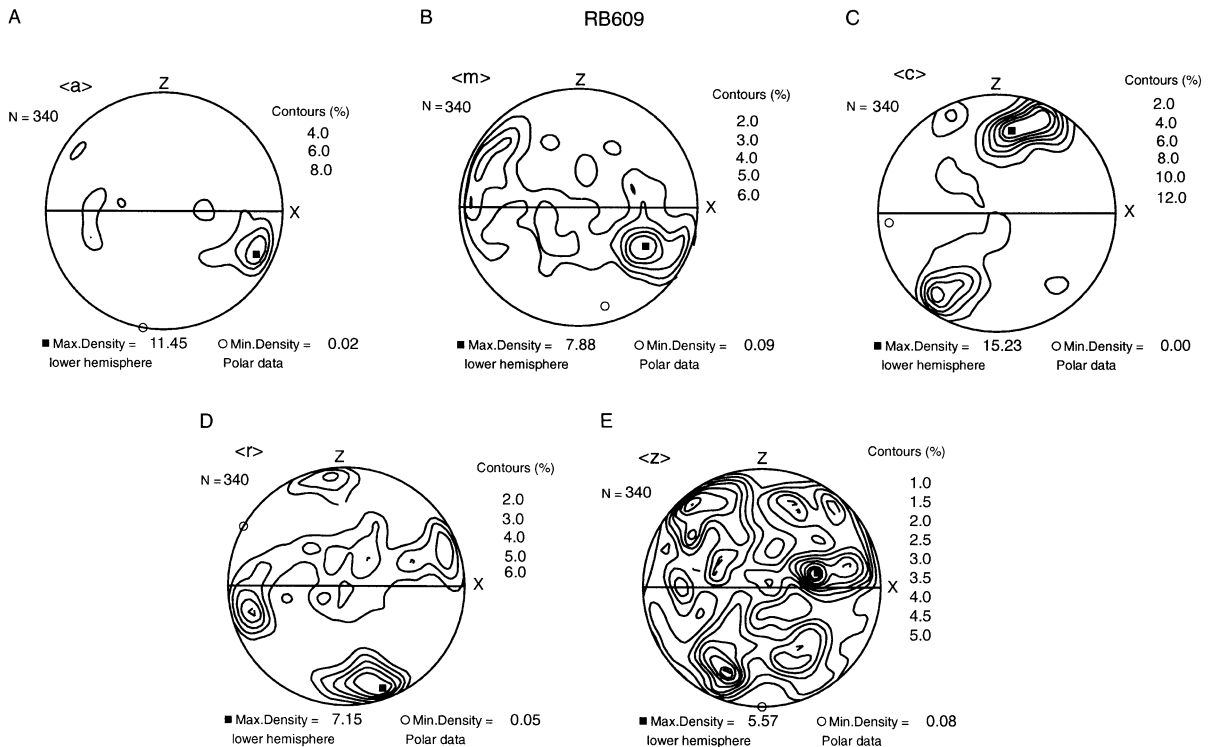 RB609
A
<a>
Z
N = 340
Contours (%)
4.0
6.0
8.0
X
■ Max.Density = 11.45 ○ Min.Density = 0.02
lower hemisphere Polar data
B
<m>
Z
N = 340
Contours (%)
2.0
3.0
4.0
5.0
6.0
X
■ Max.Density = 7.88 ○ Min.Density = 0.09
lower hemisphere Polar data
C
<c>
Z
N = 340
Contours (%)
2.0
4.0
6.0
8.0
10.0
12.0
X
■ Max.Density = 15.23 ○ Min.Density = 0.00
lower hemisphere Polar data
D
<r>
Z
N = 340
Contours (%)
2.0
3.0
4.0
5.0
6.0
X
■ Max.Density = 7.15 ○ Min.Density = 0.05
lower hemisphere Polar data
E
<z>
Z
N = 340
Contours (%)
1.0
1.5
2.0
2.5
3.0
3.5
4.0
4.5
5.0
X
■ Max.Density = 5.57 ○ Min.Density = 0.08
lower hemisphere Polar data